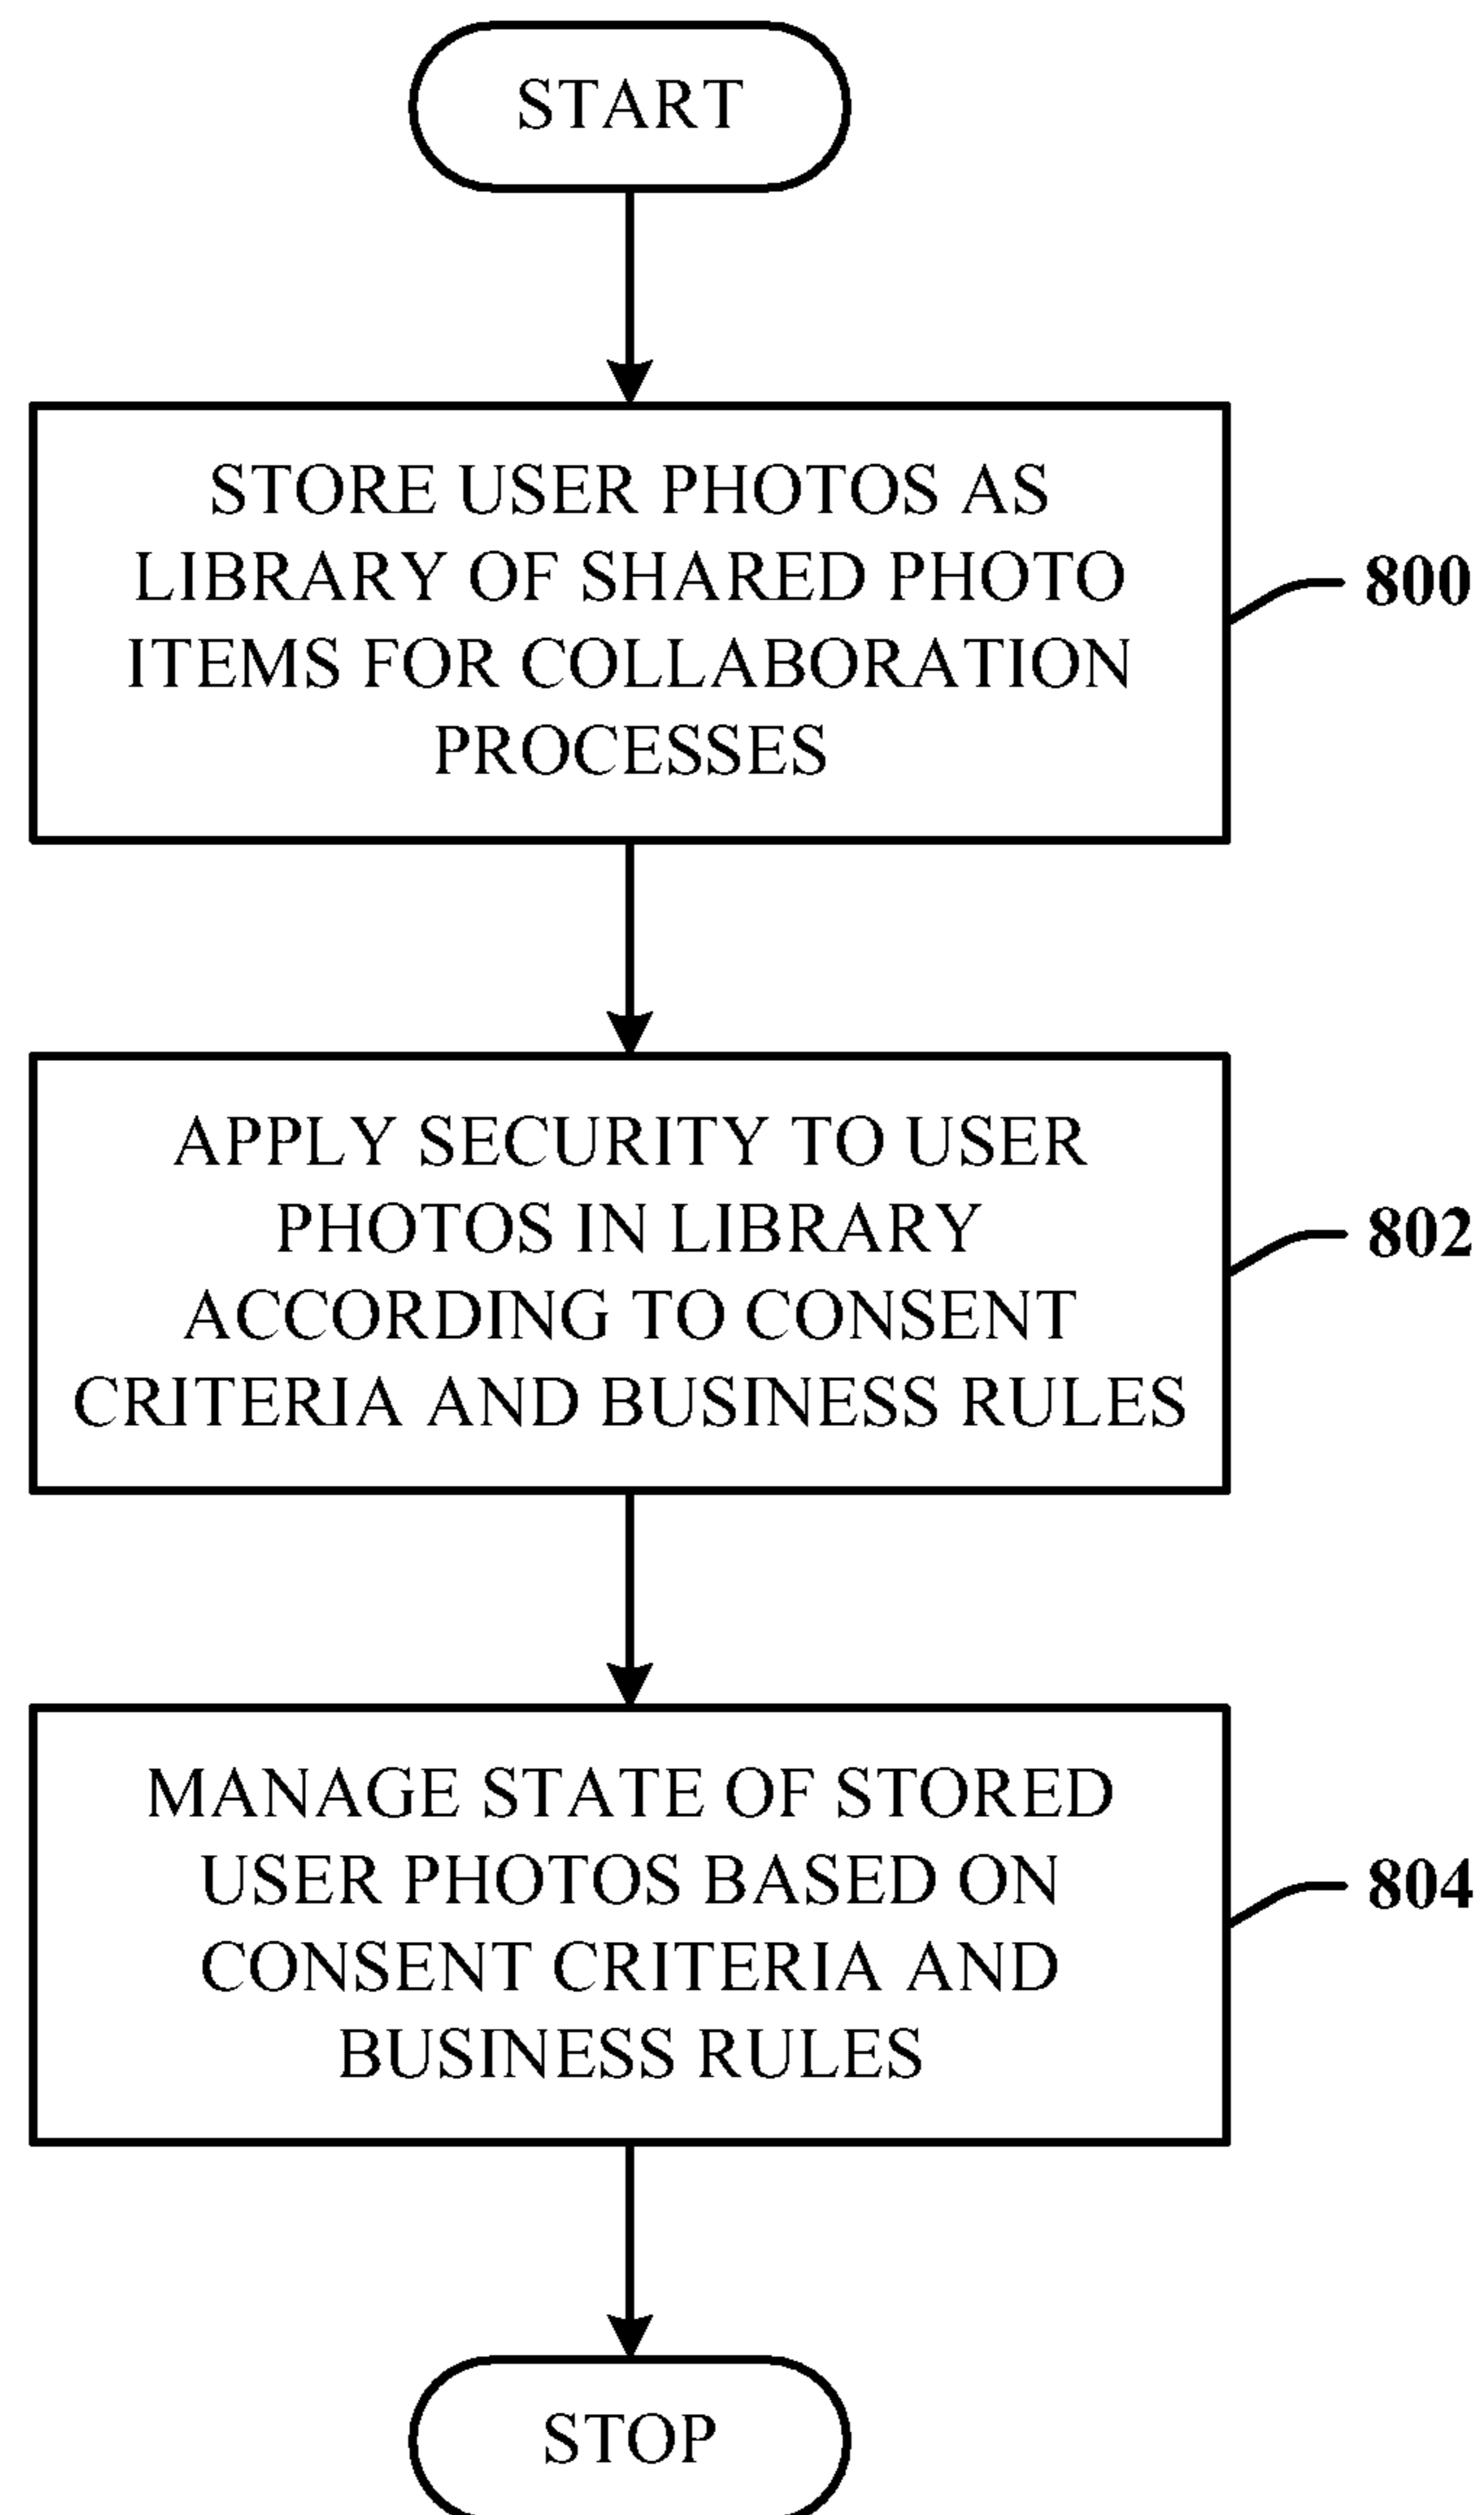 START
STORE USER PHOTOS AS
LIBRARY OF SHARED PHOTO
ITEMS FOR COLLABORATION
PROCESSES
800
APPLY SECURITY TO USER
PHOTOS IN LIBRARY
ACCORDING TO CONSENT
CRITERIA AND BUSINESS RULES
802
MANAGE STATE OF STORED
USER PHOTOS BASED ON
CONSENT CRITERIA AND
BUSINESS RULES
804
STOP